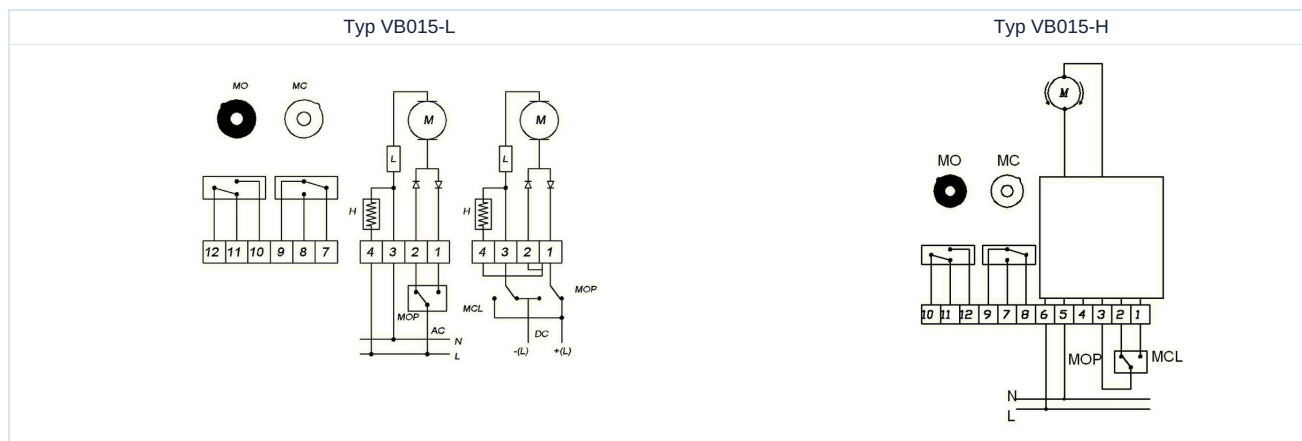 Typ VB015-L
Typ VB015-H
MO MC
M
M
L
L
H
H
12 11 10 9 8 7
4 3 2 1
4 3 2 1
MOP
AC
N
L
MCL
MOP
DC
-(L) +(L)
M
MO MC
10 11 12 9 7 8 6 5 4 3 2 1
MOP
MCL
N
L